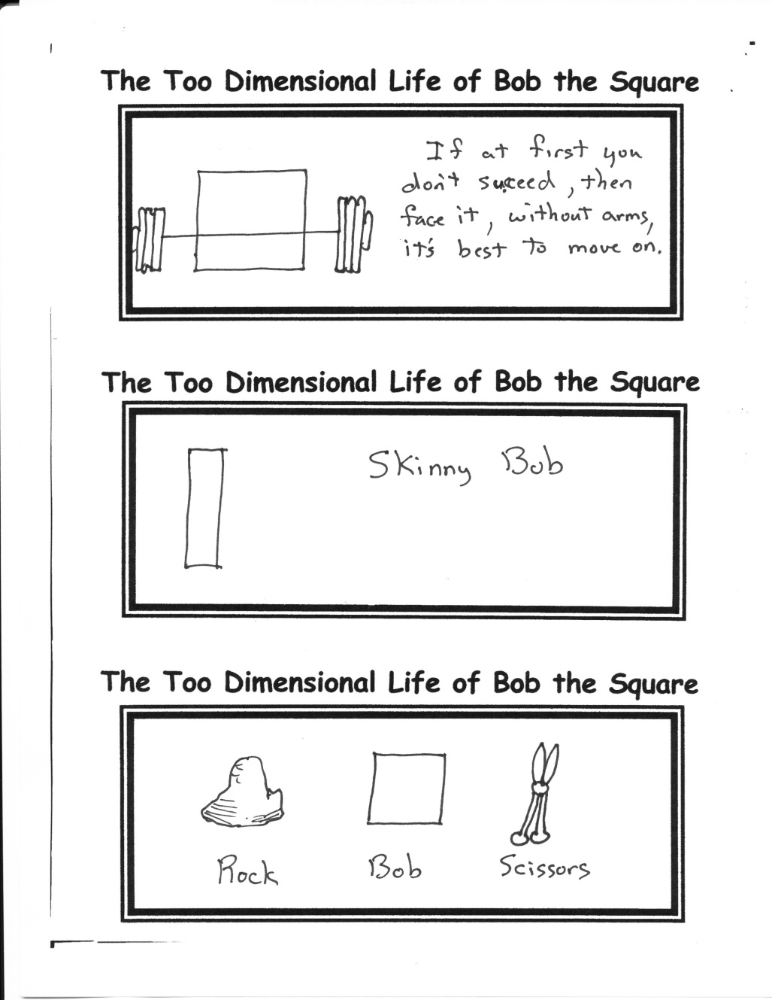 The Too Dimensional Life of Bob the Square
If at first you
don't suceed, then
face it, without arms,
it's best to move on.
The Too Dimensional Life of Bob the Square
Skinny Bob
The Too Dimensional Life of Bob the Square
Rock Bob Scissors